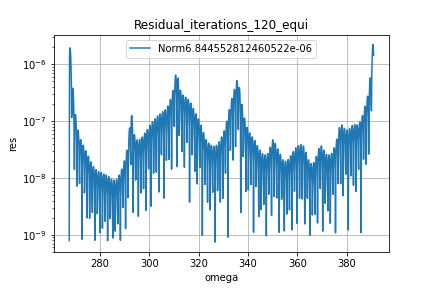 Residual_iterations_120_equi
Norm6.844552812460522e-06
res
10⁻⁶
10⁻⁷
10⁻⁸
10⁻⁹
280 300 320 340 360 380
omega